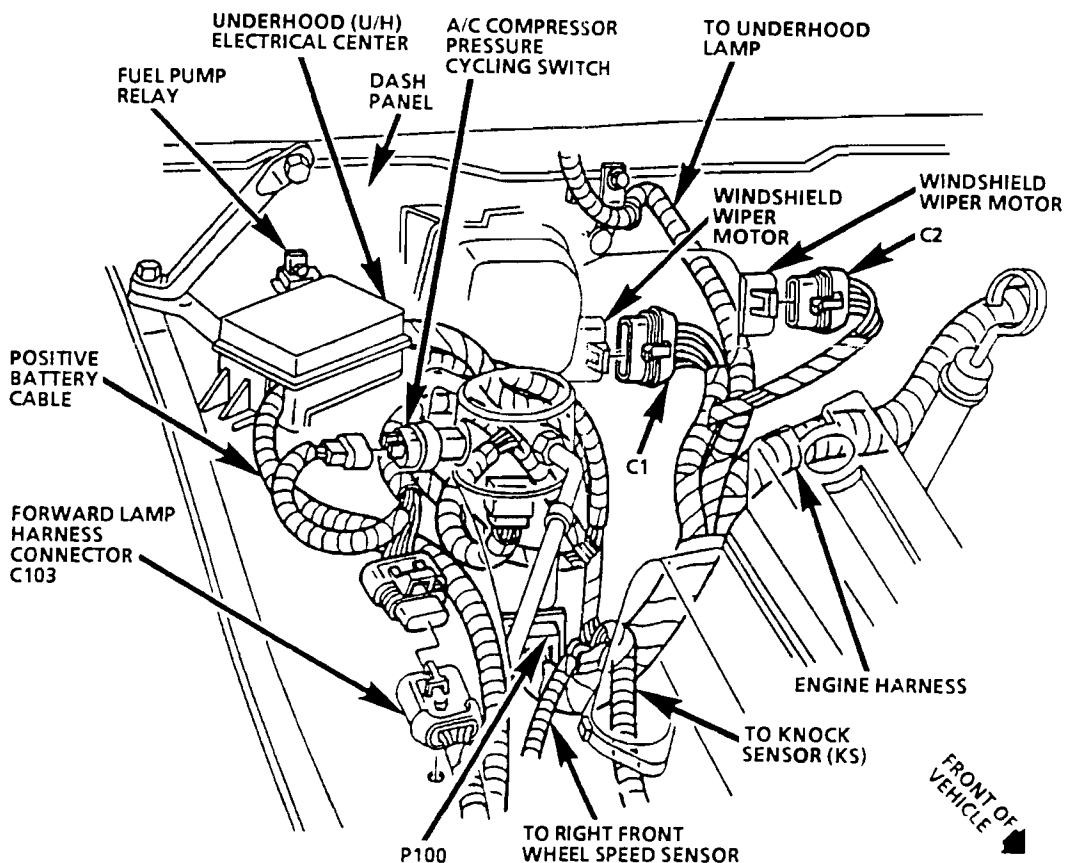 UNDERHOOD (U/H)
ELECTRICAL CENTER
A/C COMPRESSOR
PRESSURE
CYCLING SWITCH
TO UNDERHOOD
LAMP
FUEL PUMP
RELAY
DASH
PANEL
WINDSHIELD
WIPER
MOTOR
WINDSHIELD
WIPER MOTOR
C2
POSITIVE
BATTERY
CABLE
C1
FORWARD LAMP
HARNESS
CONNECTOR
C103
ENGINE HARNESS
TO KNOCK
SENSOR (KS)
FRONT OF
VEHICLE
P100
TO RIGHT FRONT
WHEEL SPEED SENSOR